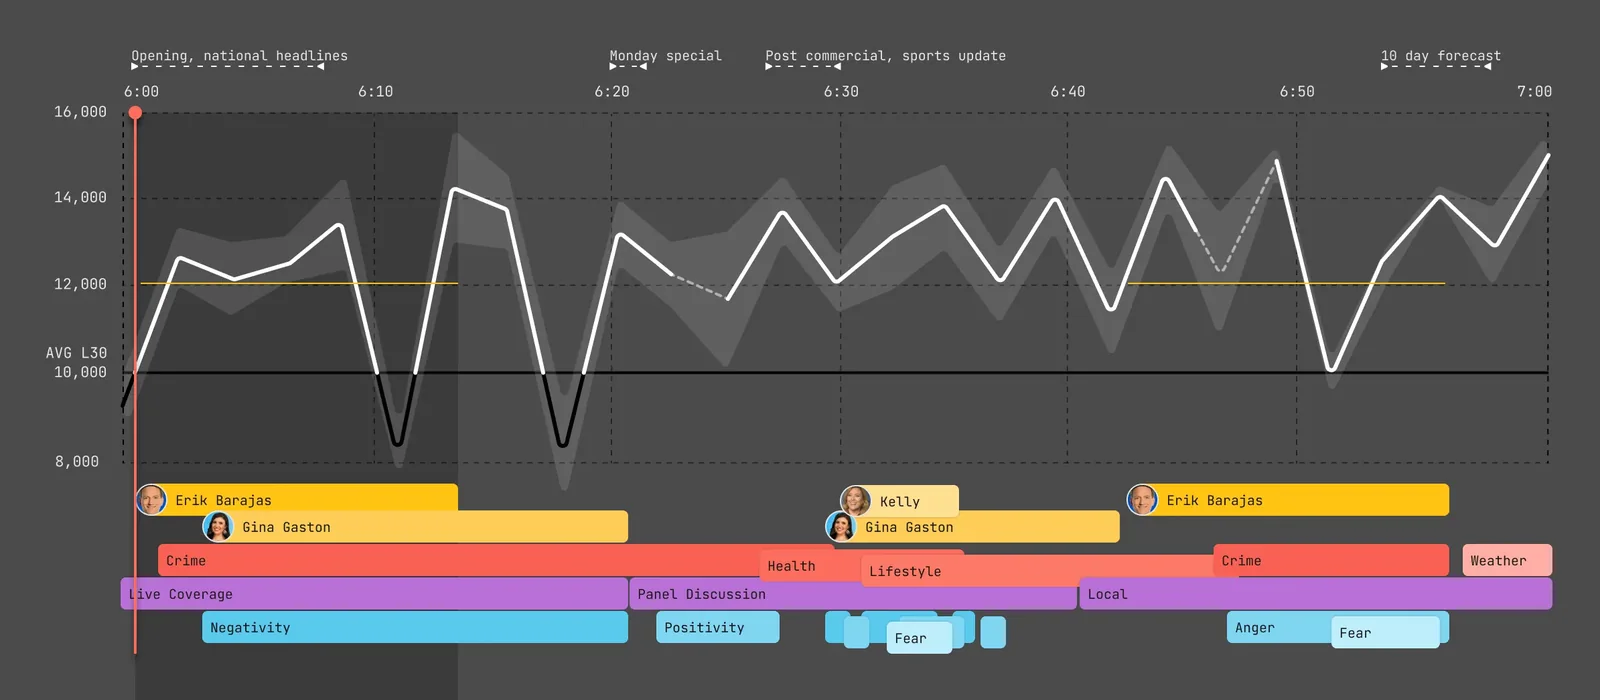 Opening, national headlines
Monday special
Post commercial, sports update
10 day forecast
6:00
6:10
6:20
6:30
6:40
6:50
7:00
16,000
14,000
12,000
AVG L30
10,000
8,000
Erik Barajas
Kelly
Erik Barajas
Gina Gaston
Gina Gaston
Crime
Health
Lifestyle
Crime
Weather
Live Coverage
Panel Discussion
Local
Negativity
Positivity
Fear
Anger
Fear